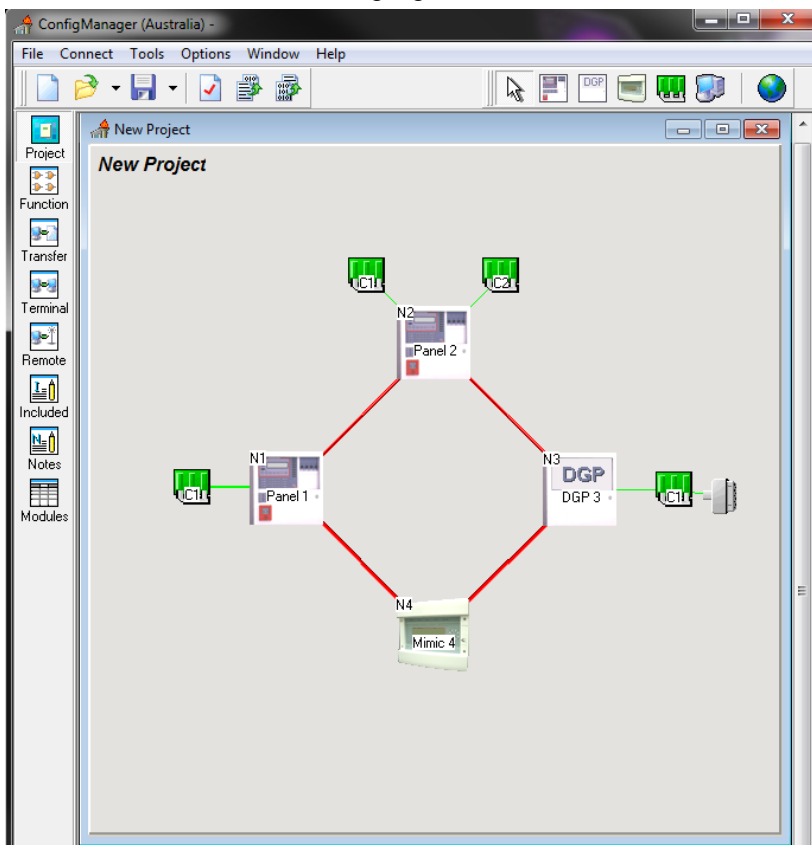 ConfigManager (Australia) -
File Connect Tools Options Window Help
DGP
Project
Function
Transfer
Terminal
Remote
Included
Notes
Modules
New Project
New Project
C1
C2
N2
Panel 2
N1
C1
Panel 1
N3
DGP
DGP 3
C1
N4
Mimic 4